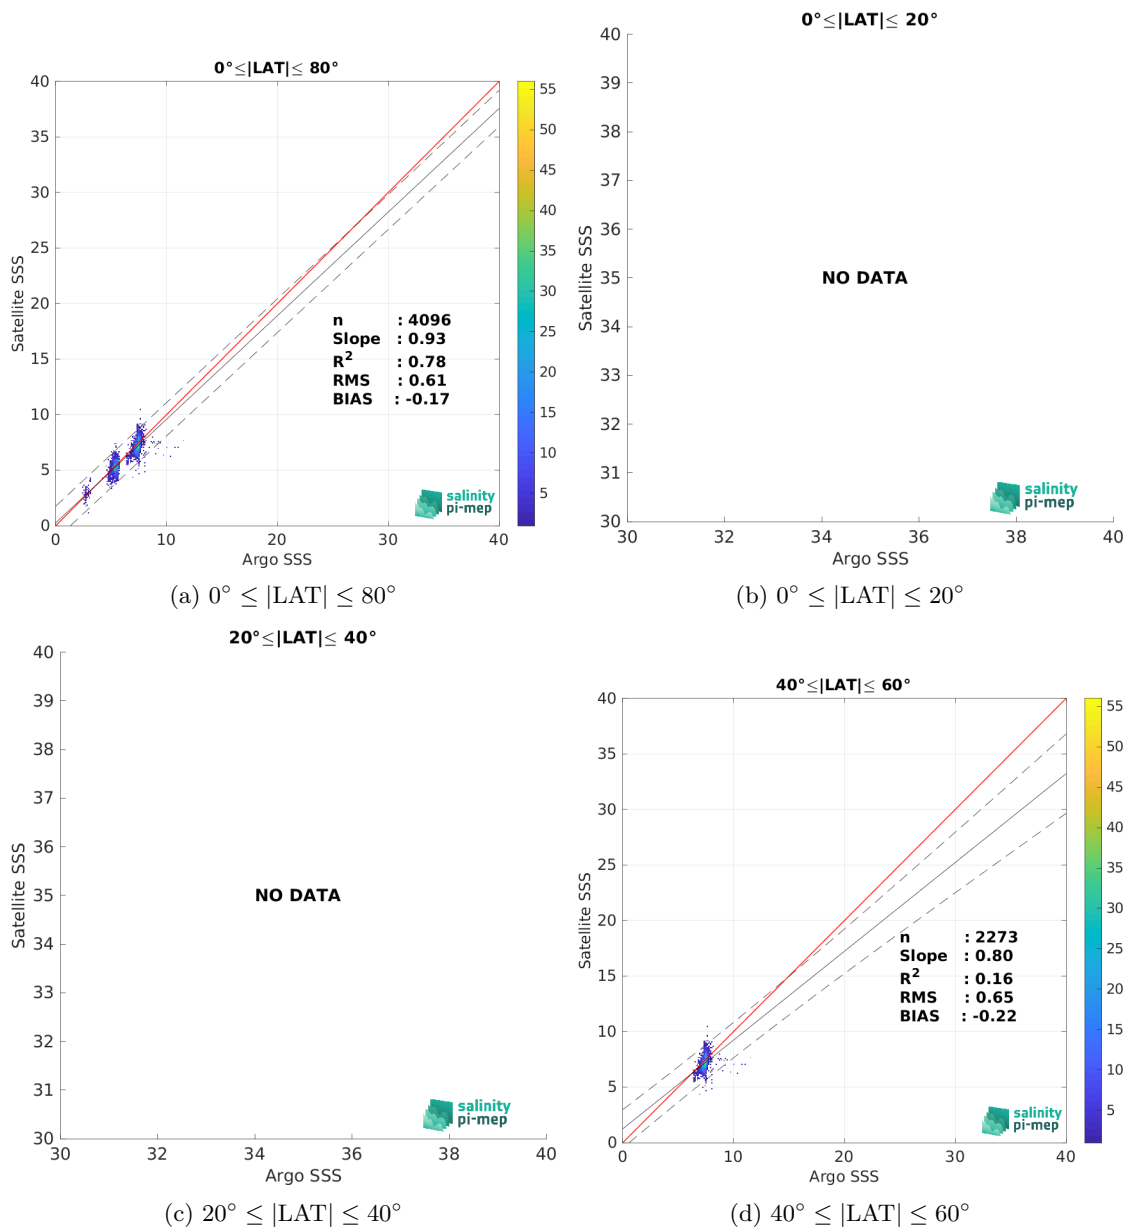 0°≤|LAT|≤ 80°
40
35
30
25
20
15
10
5
0
0
10
20
30
40
Satellite SSS
Argo SSS
n : 4096
Slope : 0.93
R2 : 0.78
RMS : 0.61
BIAS : -0.17
salinity
pi-mep
55
50
45
40
35
30
25
20
15
10
5
(a) 0° ≤ |LAT| ≤ 80°
0°≤|LAT|≤ 20°
40
39
38
37
36
35
34
33
32
31
30
30
32
34
36
38
40
Satellite SSS
Argo SSS
NO DATA
salinity
pi-mep
(b) 0° ≤ |LAT| ≤ 20°
20°≤|LAT|≤ 40°
40
39
38
37
36
35
34
33
32
31
30
30
32
34
36
38
40
Satellite SSS
Argo SSS
NO DATA
salinity
pi-mep
(c) 20° ≤ |LAT| ≤ 40°
40°≤|LAT|≤ 60°
40
35
30
25
20
15
10
5
0
0
10
20
30
40
Satellite SSS
Argo SSS
n : 2273
Slope : 0.80
R2 : 0.16
RMS : 0.65
BIAS : -0.22
salinity
pi-mep
55
50
45
40
35
30
25
20
15
10
5
(d) 40° ≤ |LAT| ≤ 60°